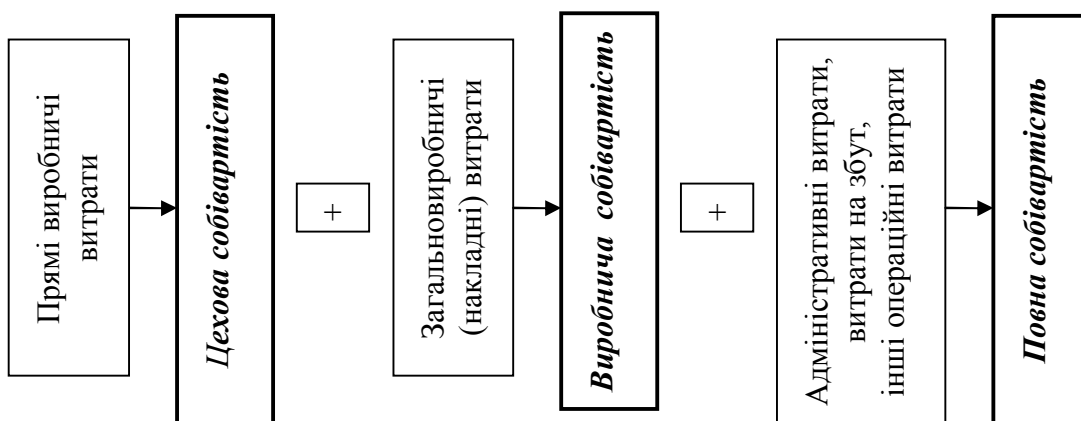 Прямі виробничі
витрати
Цехова собівартість
+
Загальновиробничі
(накладні) витрати
Виробнича собівартість
+
Адміністративні витрати,
витрати на збут,
інші операційні витрати
Повна собівартість